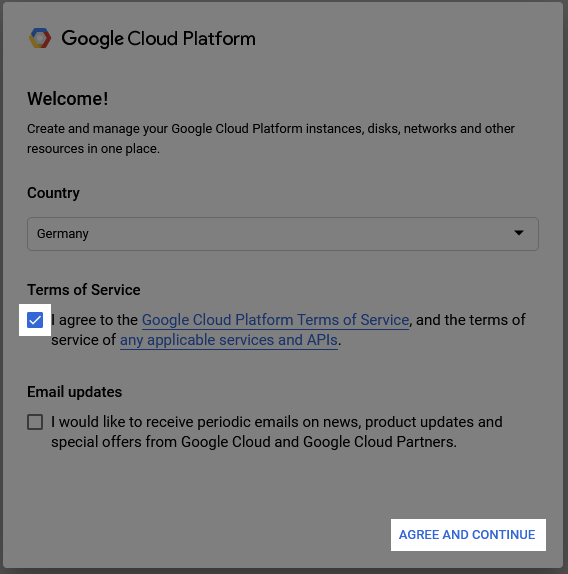 Google Cloud Platform
Welcome!
Create and manage your Google Cloud Platform instances, disks, networks and other
resources in one place.
Country
Germany
Terms of Service
I agree to the Google Cloud Platform Terms of Service, and the terms of
service of any applicable services and APIs.
Email updates
I would like to receive periodic emails on news, product updates and
special offers from Google Cloud and Google Cloud Partners.
AGREE AND CONTINUE